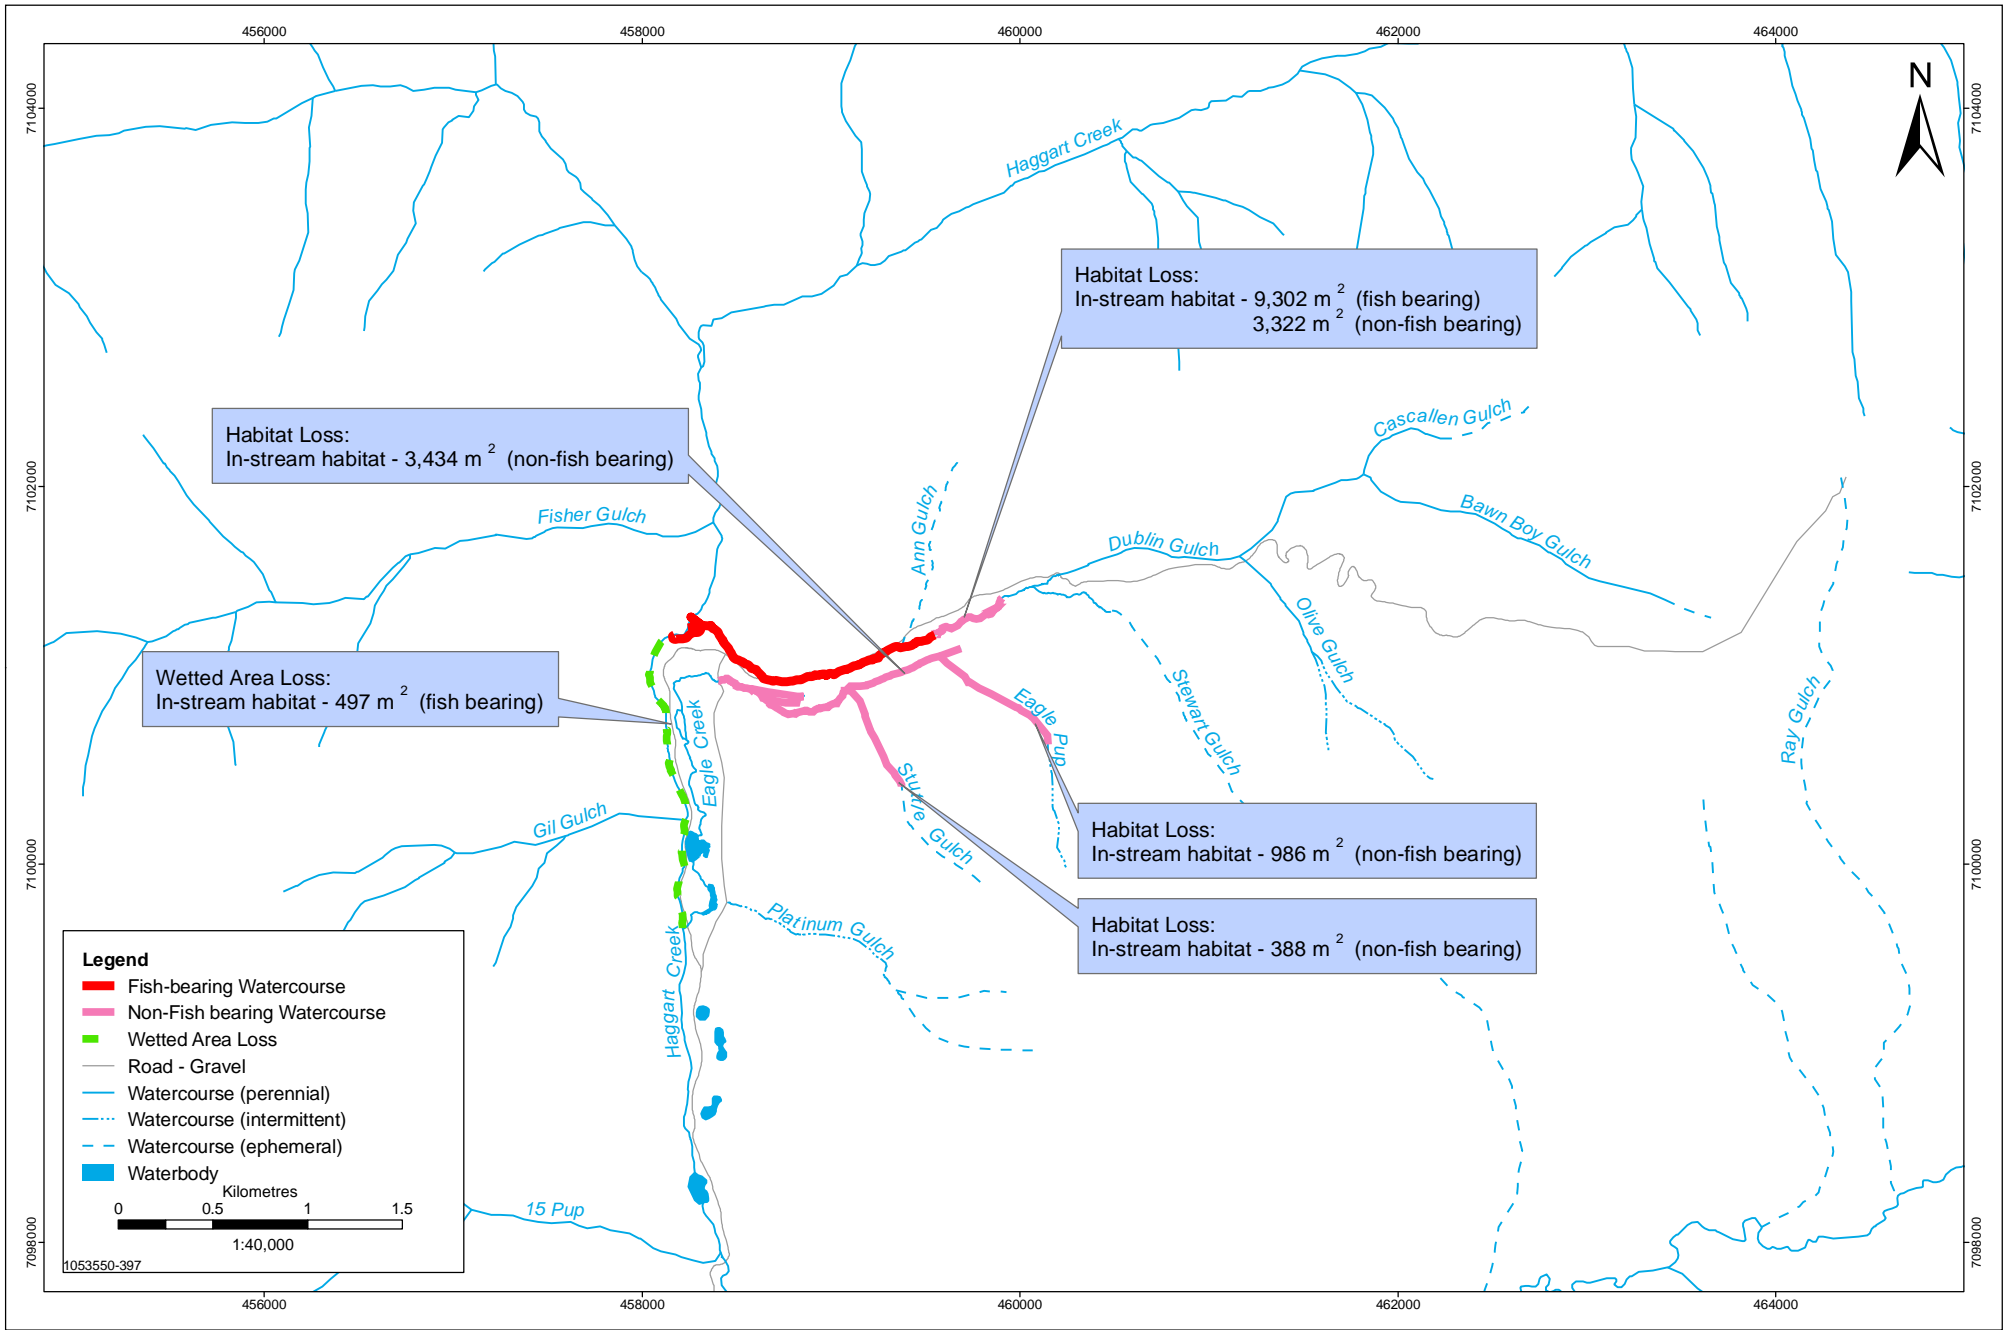 456000
458000
460000
462000
464000
7104000
7104000
N
Haggart Creek
Habitat Loss:
In-stream habitat - 9,302 m 2 (fish bearing)
3,322 m 2 (non-fish bearing)
Habitat Loss:
In-stream habitat - 3,434 m 2 (non-fish bearing)
Cascallen Gulch
7102000
7102000
Fisher Gulch
Ann Gulch
Dublin Gulch
Bawn Boy Gulch
Olive Gulch
Wetted Area Loss:
In-stream habitat - 497 m 2 (fish bearing)
Eagle Creek
Eagle Pup
Stewart Gulch
Ray Gulch
Stuttle Gulch
Gil Gulch
Habitat Loss:
In-stream habitat - 986 m 2 (non-fish bearing)
7100000
7100000
Platinum Gulch
Habitat Loss:
In-stream habitat - 388 m 2 (non-fish bearing)
Haggart Creek
Legend
Fish-bearing Watercourse
Non-Fish bearing Watercourse
Wetted Area Loss
Road - Gravel
Watercourse (perennial)
Watercourse (intermittent)
Watercourse (ephemeral)
Waterbody
Kilometres
0 0.5 1 1.5
1:40,000
1053550-397
15 Pup
7098000
7098000
456000
458000
460000
462000
464000